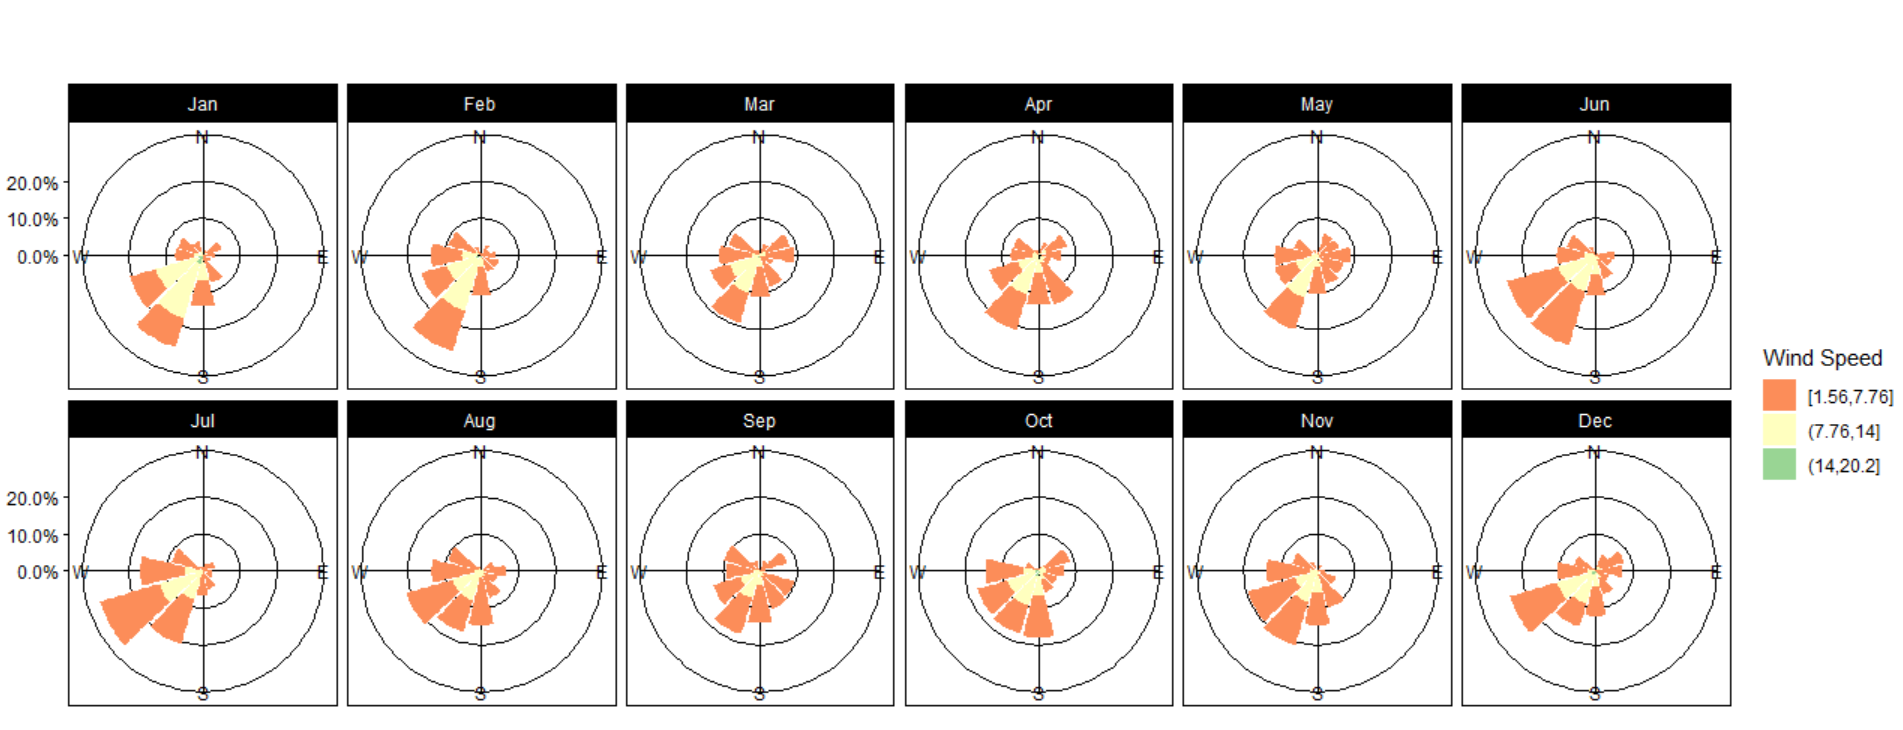 Jan Feb Mar Apr May Jun
N N N N N N
20.0%
10.0%
0.0% W E W E W E W E W E W E
S S S S S S
Wind Speed
[1.56,7.76]
(7.76,14]
(14,20.2]
Jul Aug Sep Oct Nov Dec
N N N N N N
20.0%
10.0%
0.0% W E W E W E W E W E W E
S S S S S S